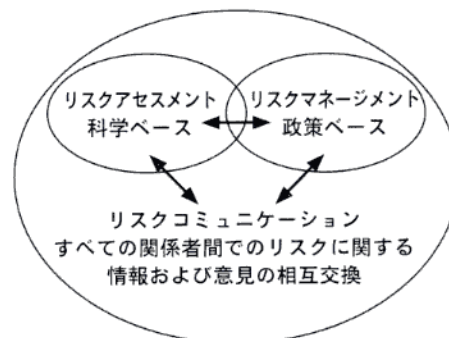 リスクアセスメント
科学ベース
リスクマネージメント
政策ベース
リスクコミュニケーション
すべての関係者間でのリスクに関する
情報および意見の相互交換